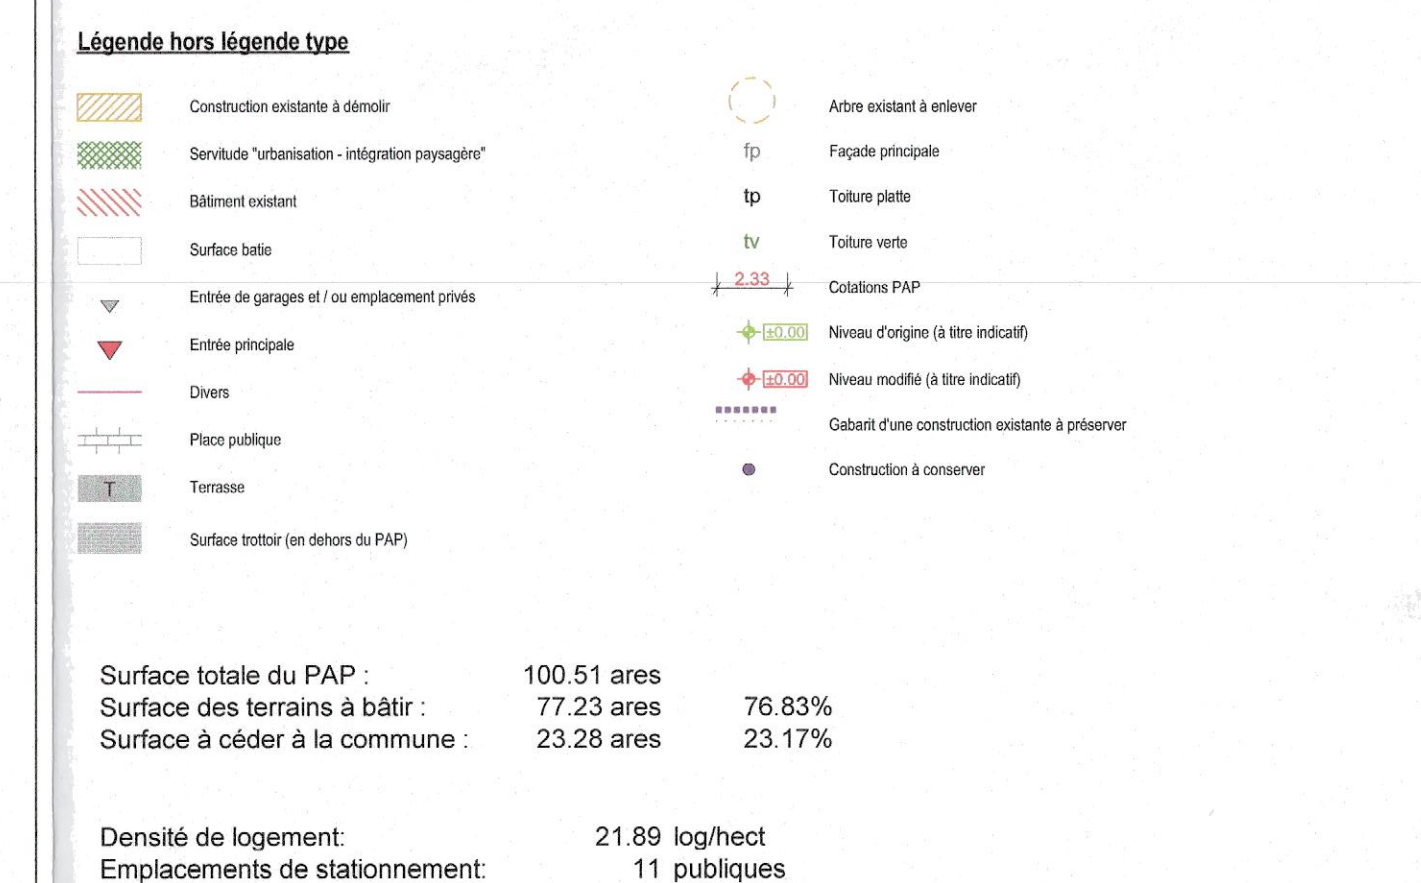 Légende hors légende type
Construction existante à démolir
Servitude "urbanisation - intégration paysagère"
Bâtiment existant
Surface batie
Entrée de garages et / ou emplacement privés
Entrée principale
Divers
Place publique
T Terrasse
Surface trottoir (en dehors du PAP)
Arbre existant à enlever
fp Façade principale
tp Toiture platte
tv Toiture verte
2.33 Cotations PAP
±0.00 Niveau d'origine (à titre indicatif)
±0.00 Niveau modifié (à titre indicatif)
Gabarit d'une construction existante à préserver
Construction à conserver
Surface totale du PAP : 100.51 ares
Surface des terrains à bâtir : 77.23 ares 76.83%
Surface à céder à la commune : 23.28 ares 23.17%
Densité de logement: 21.89 log/hect
Emplacements de stationnement: 11 publiques